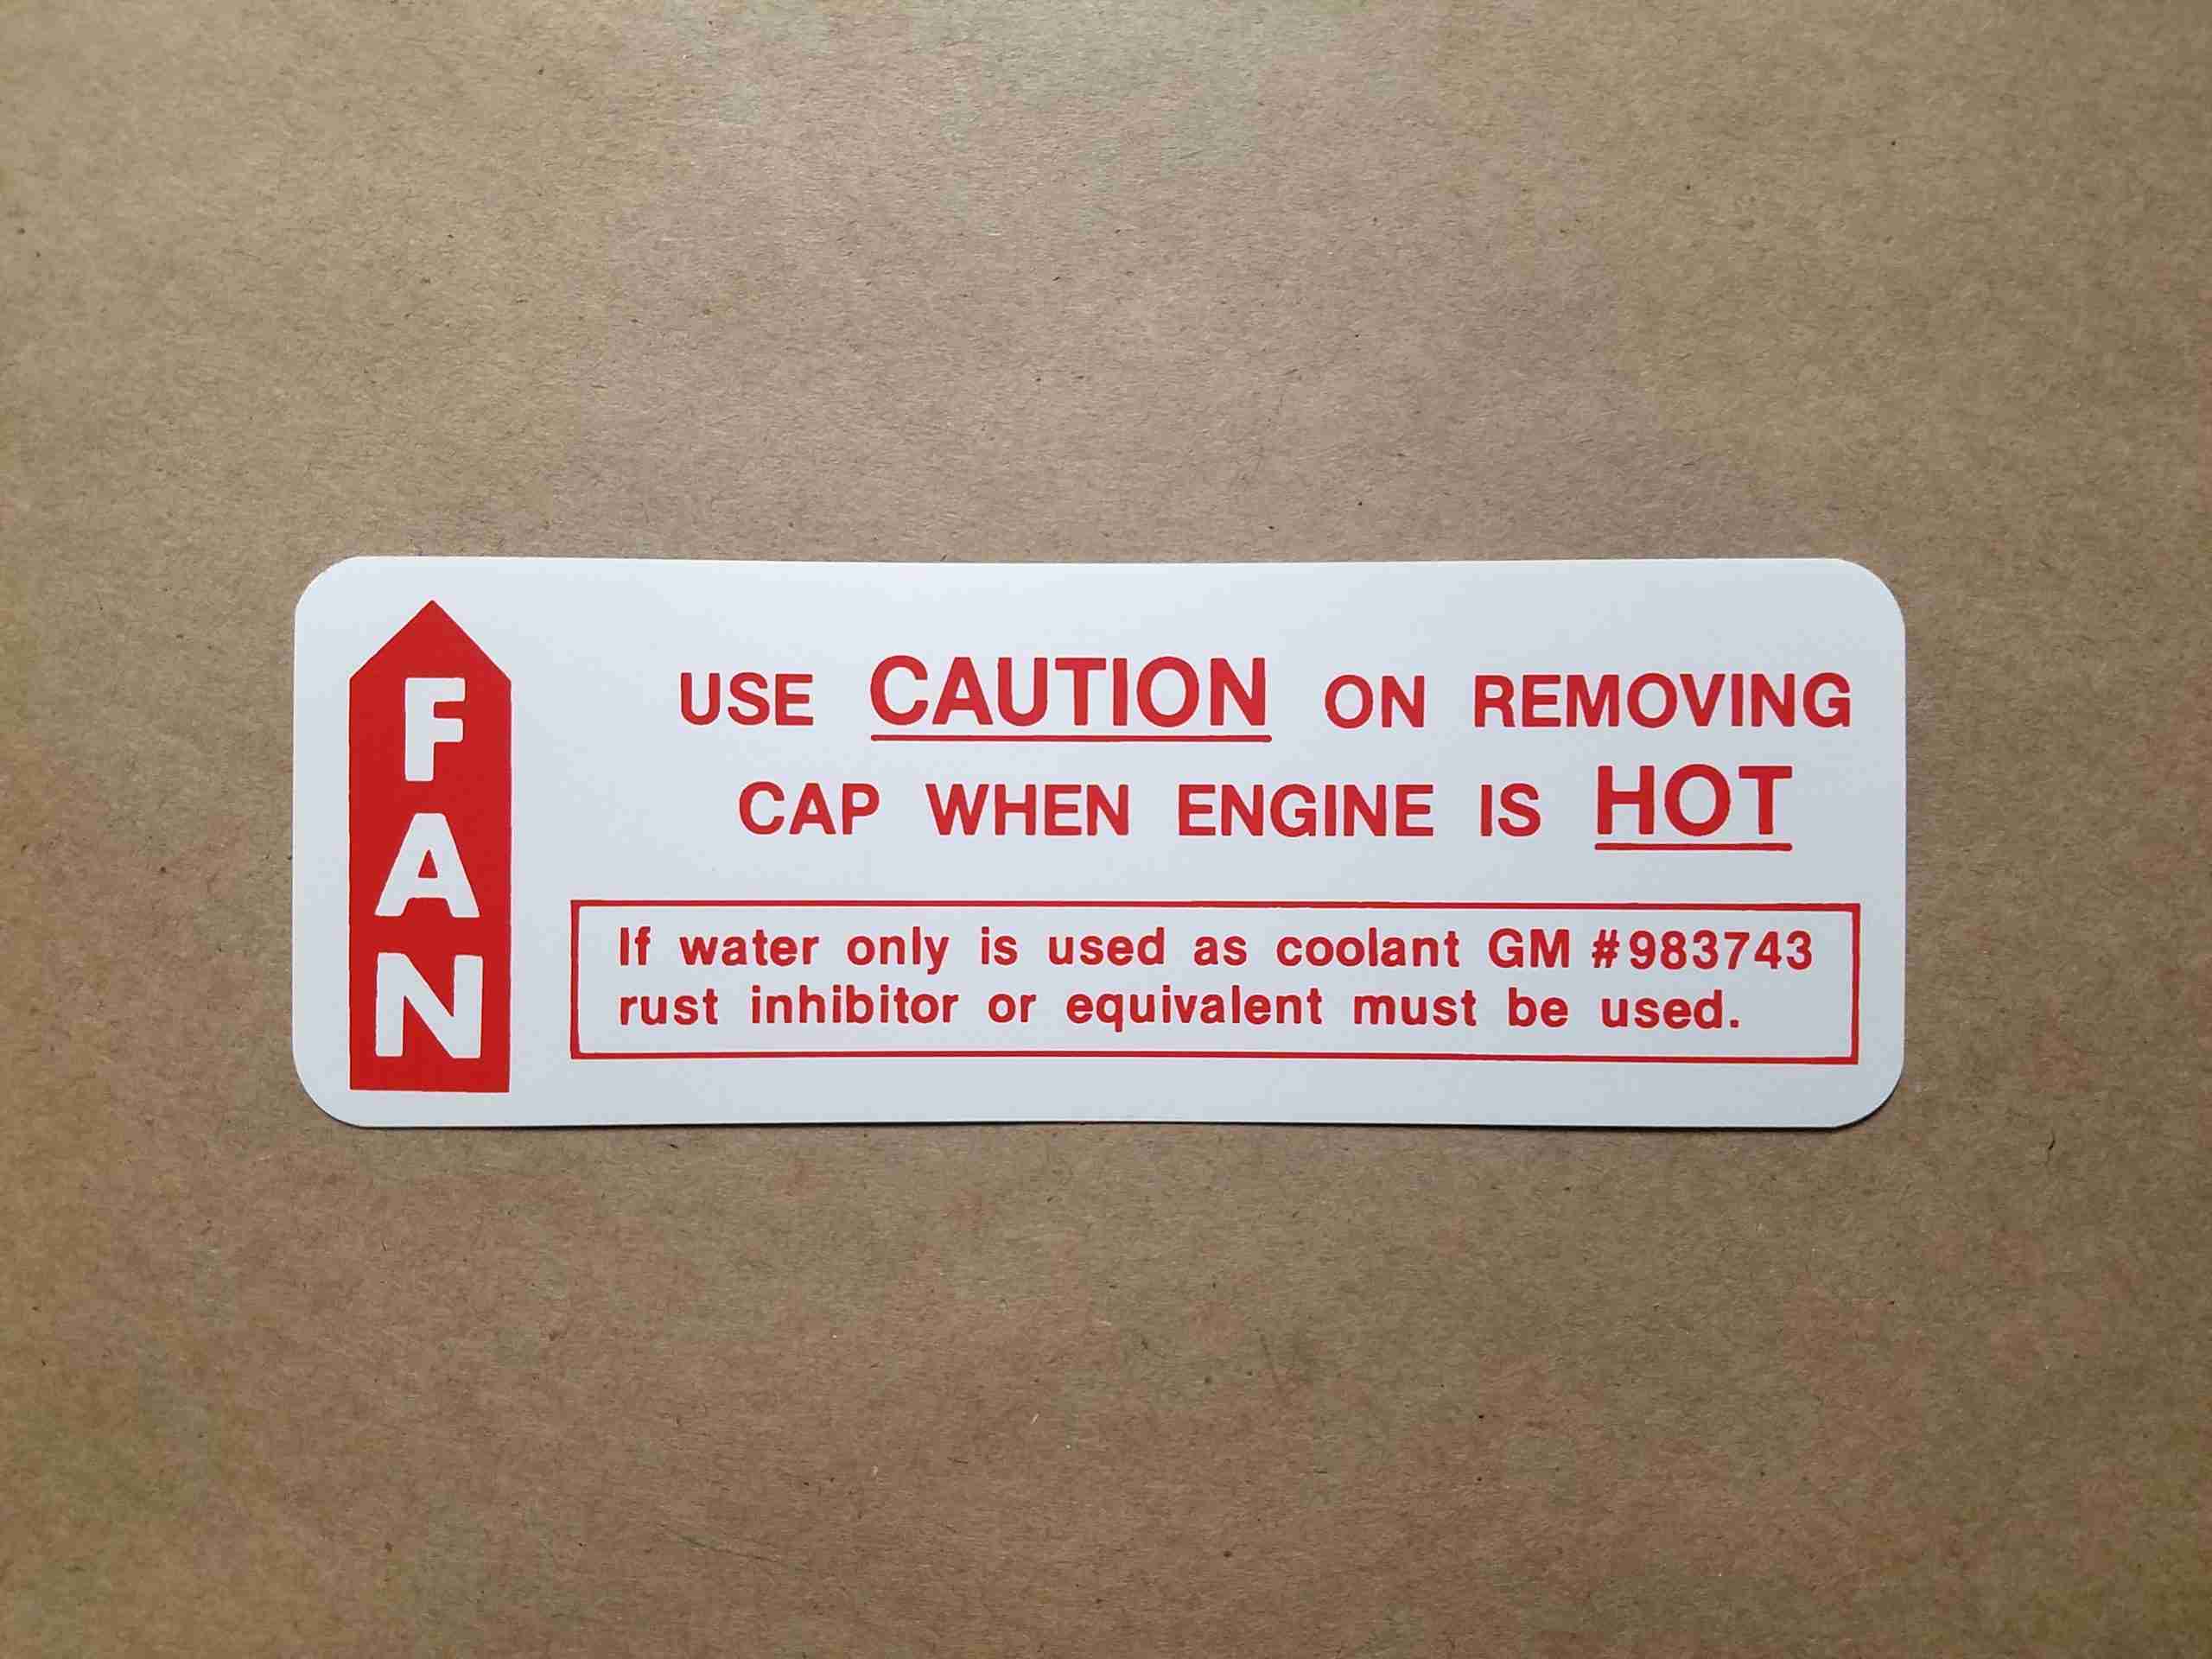 FAN
USE CAUTION ON REMOVING
CAP WHEN ENGINE IS HOT
If water only is used as coolant GM #983743
rust inhibitor or equivalent must be used.